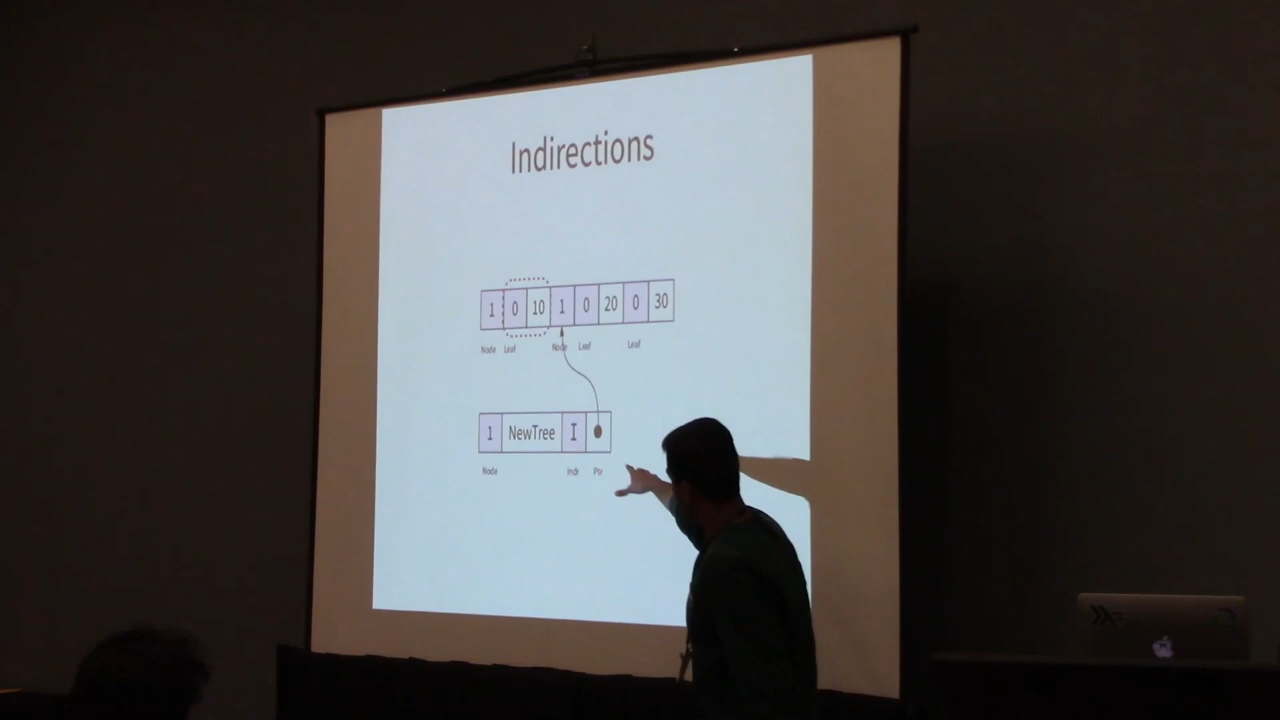 Indirections
1 0 10 1 0 20 0 30
Node Leaf Node Leaf Leaf
1 NewTree I
Node Indr Ptr